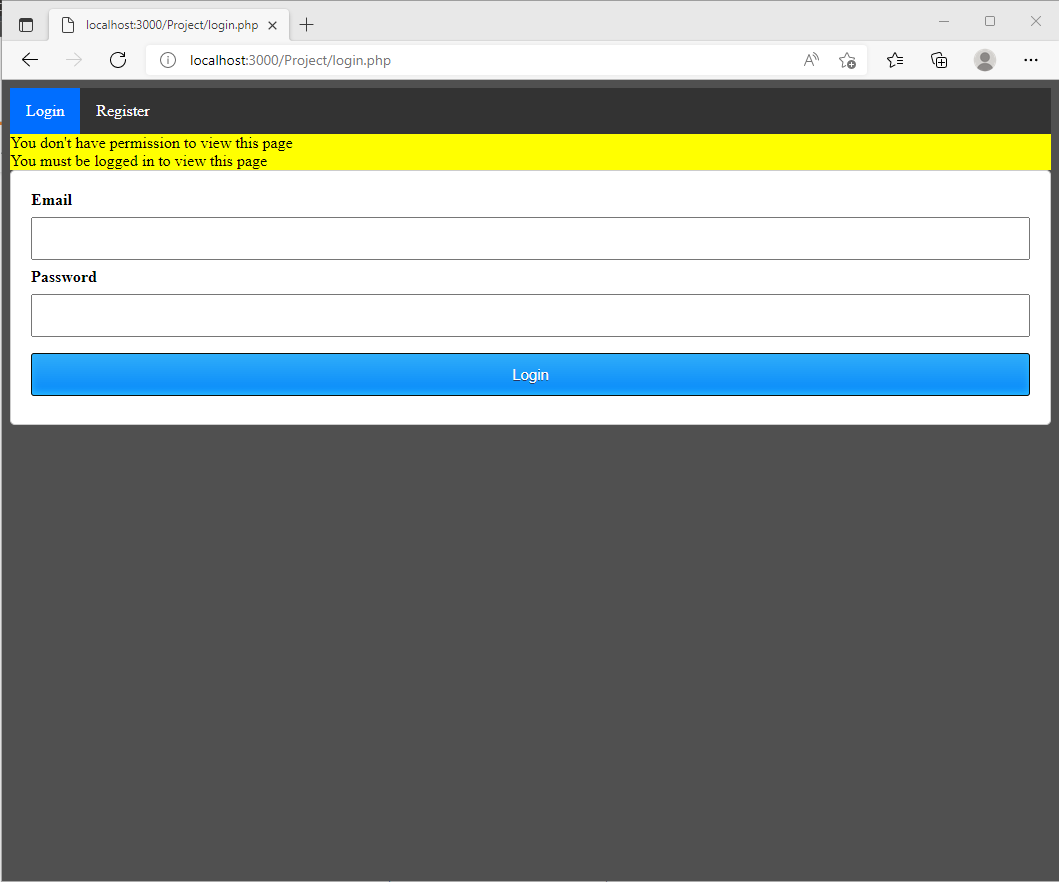 localhost:3000/Project/login.php
localhost:3000/Project/login.php
Login Register
You don't have permission to view this page
You must be logged in to view this page
Email
Password
Login